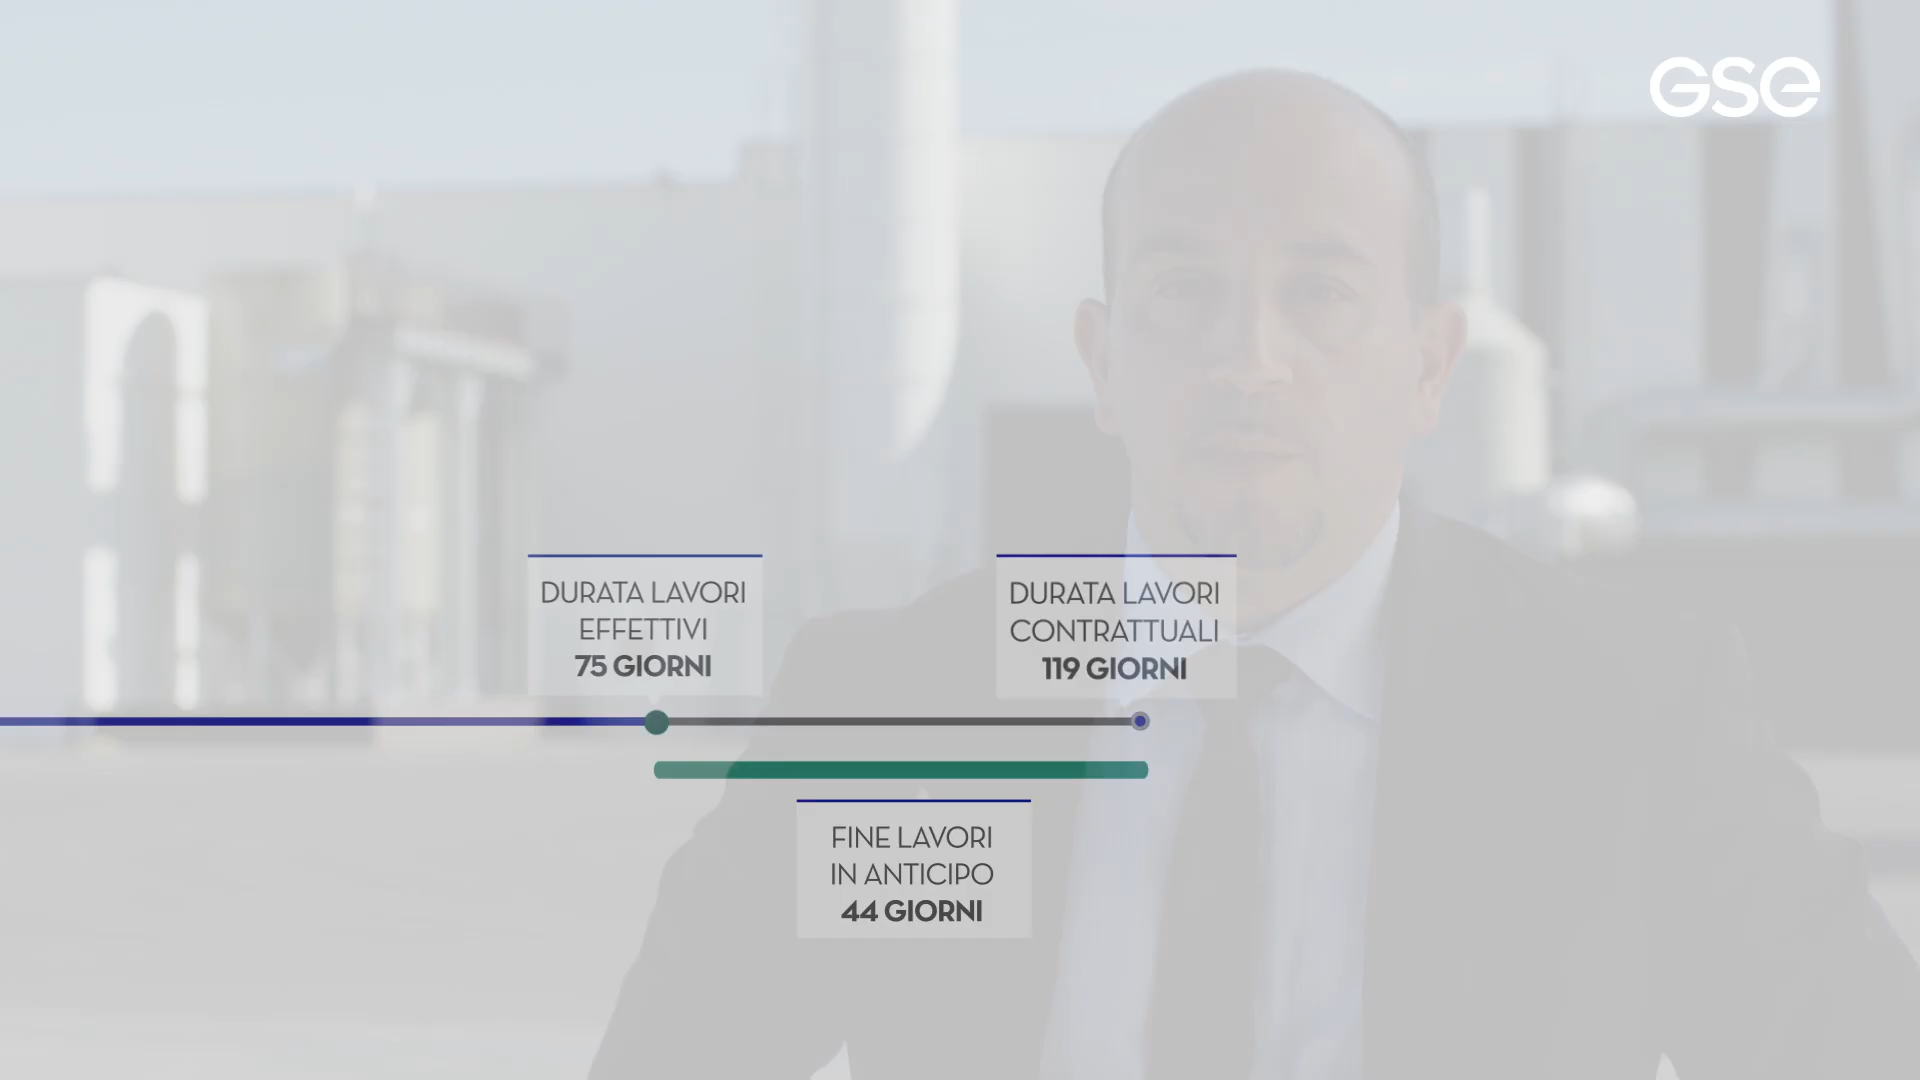 GSE
DURATA LAVORI
EFFETTIVI
75 GIORNI
DURATA LAVORI
CONTRATTUALI
119 GIORNI
FINE LAVORI
IN ANTICIPO
44 GIORNI